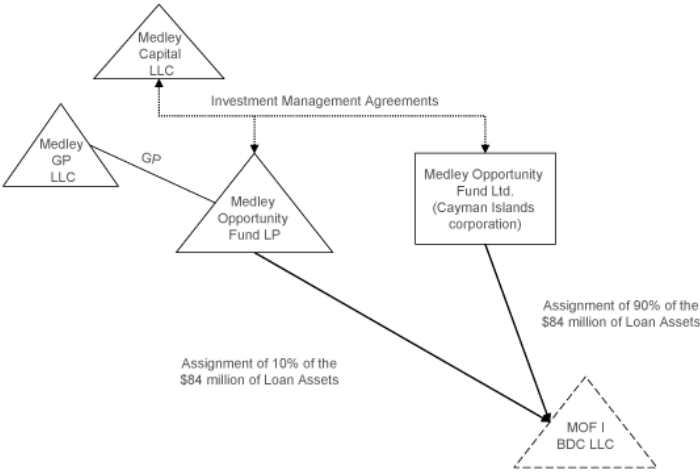 Medley
Capital
LLC
Investment Management Agreements
Medley
GP
LLC
GP
Medley
Opportunity
Fund LP
Medley Opportunity
Fund Ltd.
(Cayman Islands
corporation)
Assignment of 90% of the
$84 million of Loan Assets
Assignment of 10% of the
$84 million of Loan Assets
MOF I
BDC LLC